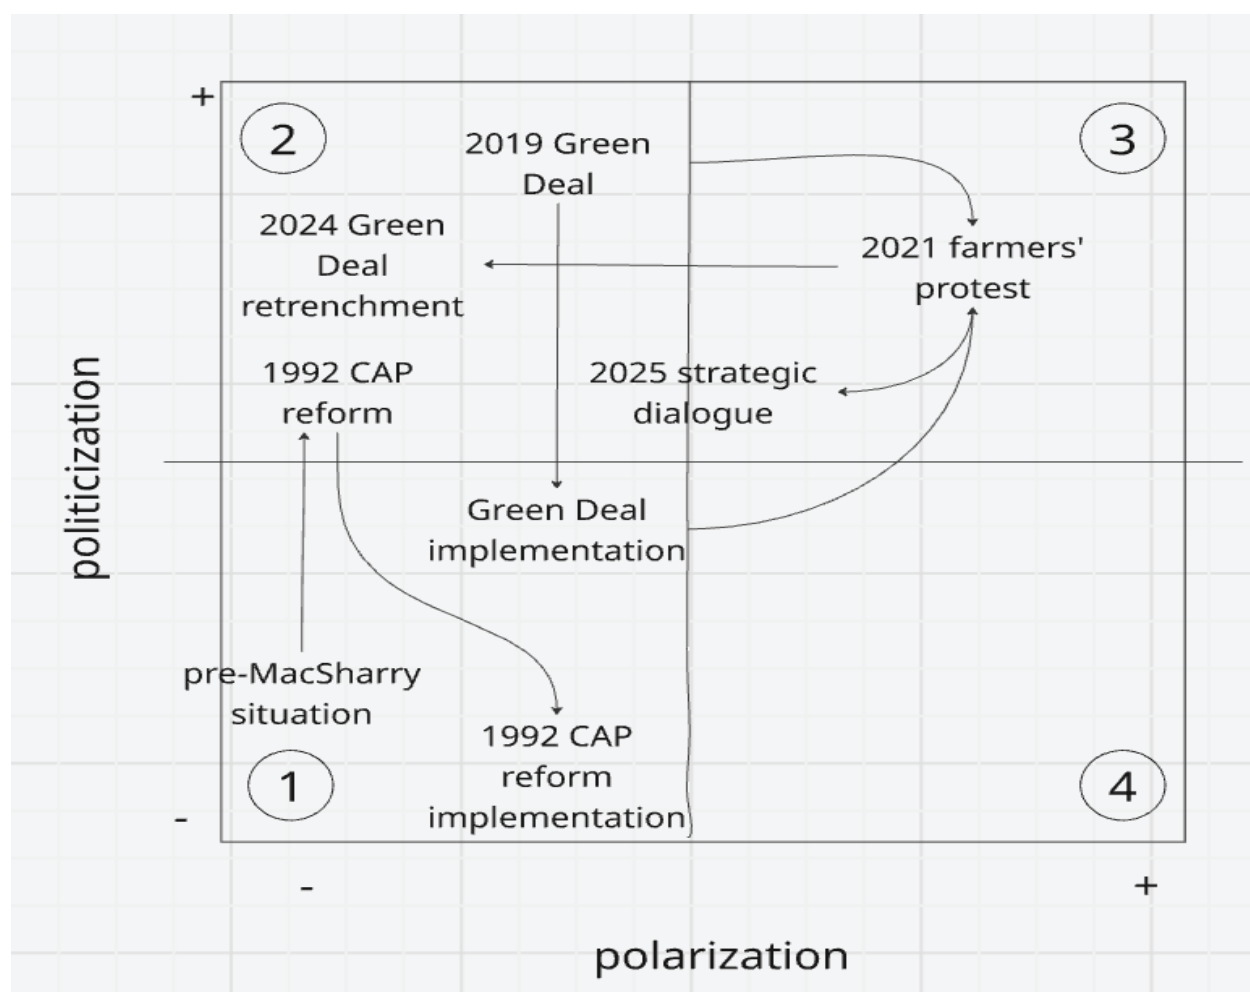 +
2
3
2019 Green
Deal
2024 Green
Deal
retrenchment
2021 farmers'
protest
1992 CAP
reform
2025 strategic
dialogue
politicization
Green Deal
implementation
pre-MacSharry
situation
1992 CAP
reform
implementation
1
4
-
-
+
polarization